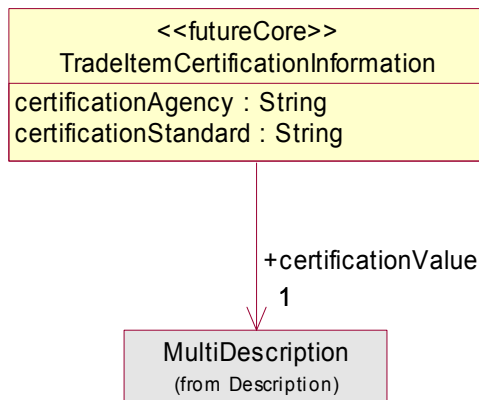 <<futureCore>>
TradeItemCertificationInformation
certificationAgency : String
certificationStandard : String
+certificationValue
1
MultiDescription
(from Description)